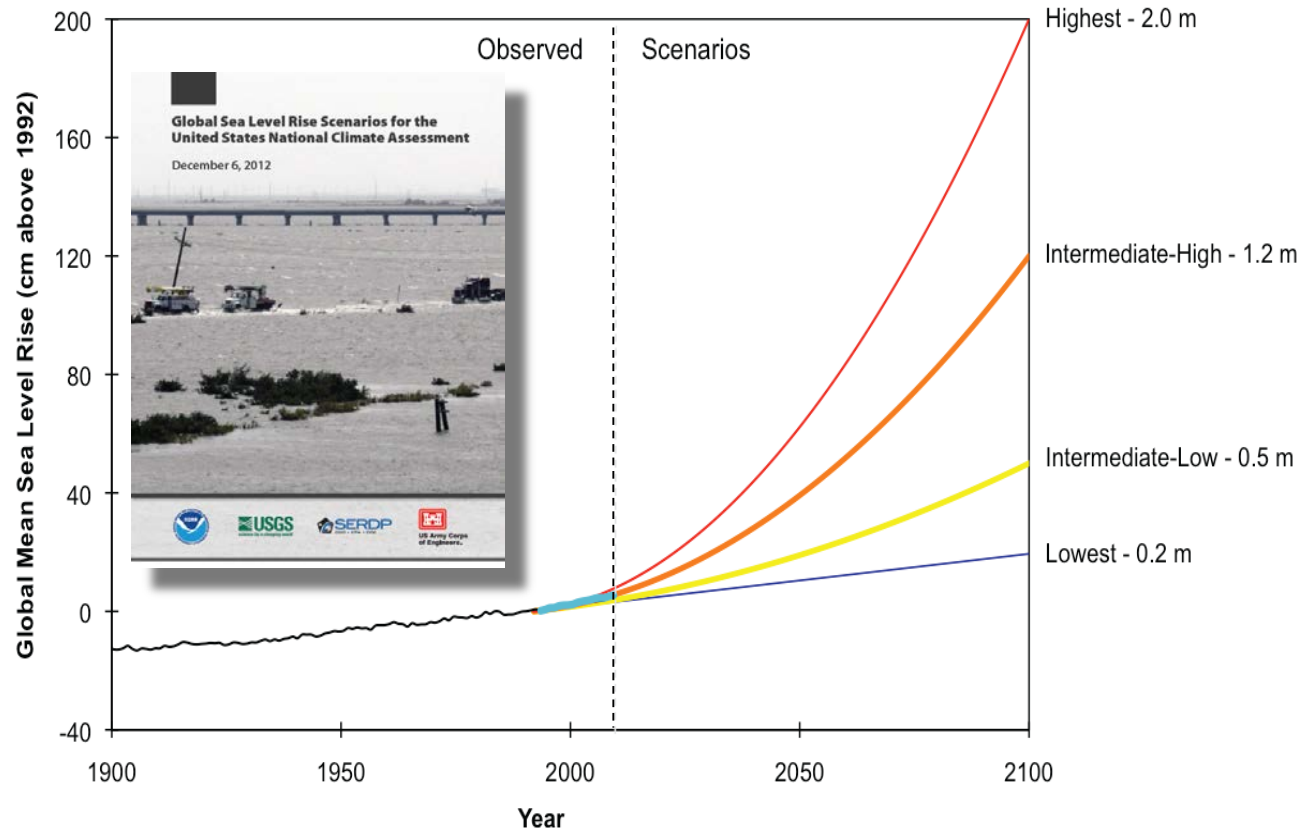 200
160
120
80
40
0
-40
Global Mean Sea Level Rise (cm above 1992)
Observed
Scenarios
Global Sea Level Rise Scenarios for the
United States National Climate Assessment
December 6, 2012
USGS
SERDP
US Army Corps
of Engineers
Highest - 2.0 m
Intermediate-High - 1.2 m
Intermediate-Low - 0.5 m
Lowest - 0.2 m
1900
1950
2000
2050
2100
Year